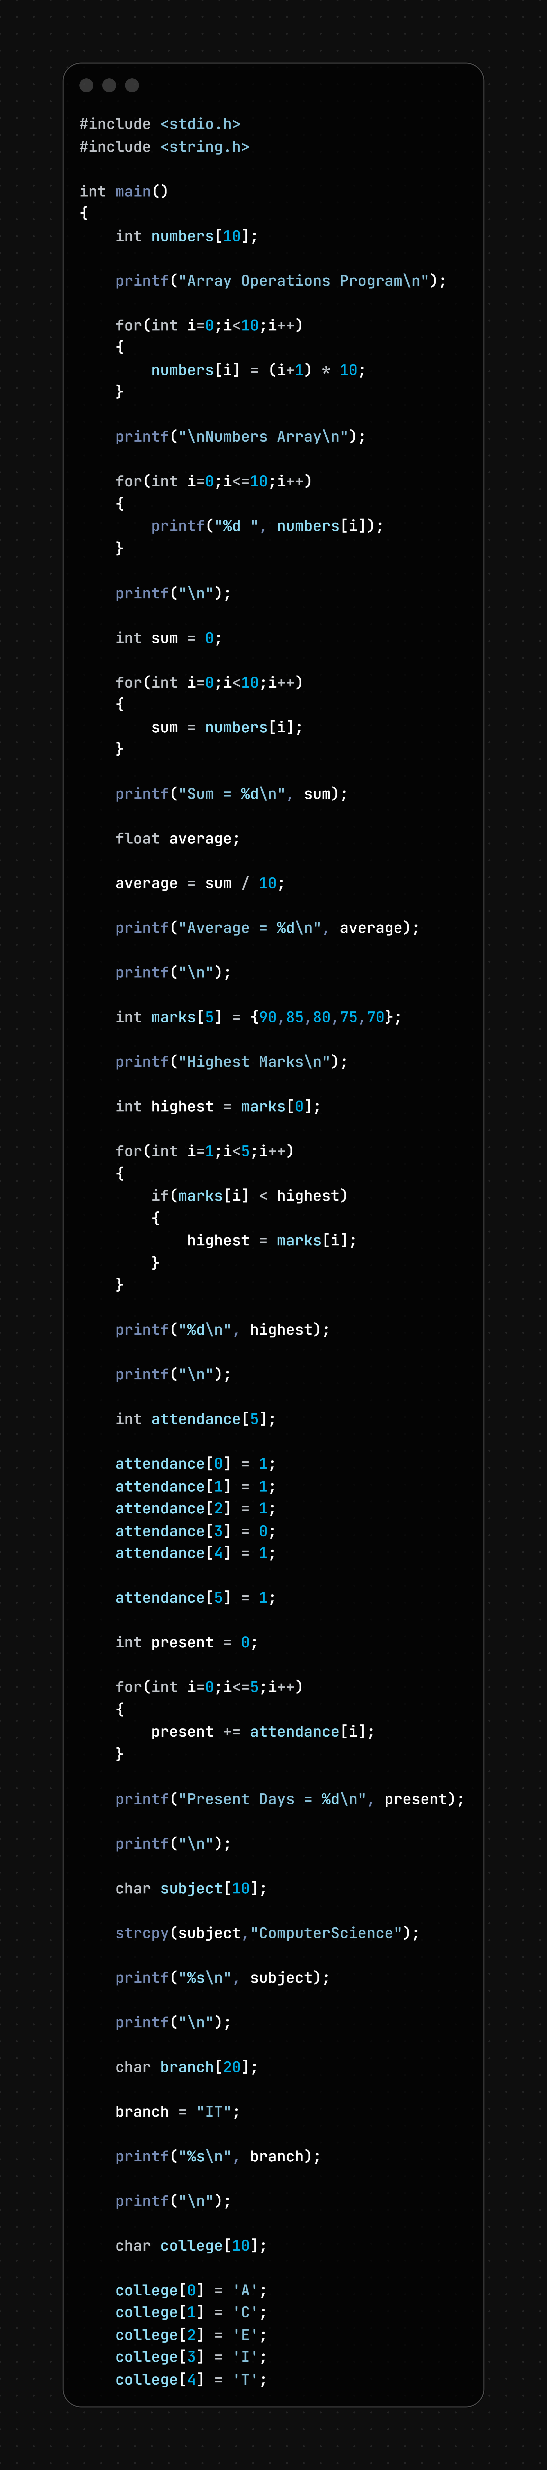 #include <stdio.h>
#include <string.h>

int main()
{
    int numbers[10];

    printf("Array Operations Program\n");

    for(int i=0;i<10;i++)
    {
        numbers[i] = (i+1) * 10;
    }

    printf("\nNumbers Array\n");

    for(int i=0;i<=10;i++)
    {
        printf("%d ", numbers[i]);
    }

    printf("\n");

    int sum = 0;

    for(int i=0;i<10;i++)
    {
        sum = numbers[i];
    }

    printf("Sum = %d\n", sum);

    float average;

    average = sum / 10;

    printf("Average = %d\n", average);

    printf("\n");

    int marks[5] = {90,85,80,75,70};

    printf("Highest Marks\n");

    int highest = marks[0];

    for(int i=1;i<5;i++)
    {
        if(marks[i] < highest)
        {
            highest = marks[i];
        }
    }

    printf("%d\n", highest);

    printf("\n");

    int attendance[5];

    attendance[0] = 1;
    attendance[1] = 1;
    attendance[2] = 1;
    attendance[3] = 0;
    attendance[4] = 1;

    attendance[5] = 1;

    int present = 0;

    for(int i=0;i<=5;i++)
    {
        present += attendance[i];
    }

    printf("Present Days = %d\n", present);

    printf("\n");

    char subject[10];

    strcpy(subject,"ComputerScience");

    printf("%s\n", subject);

    printf("\n");

    char branch[20];

    branch = "IT";

    printf("%s\n", branch);

    printf("\n");

    char college[10];

    college[0] = 'A';
    college[1] = 'C';
    college[2] = 'E';
    college[3] = 'I';
    college[4] = 'T';